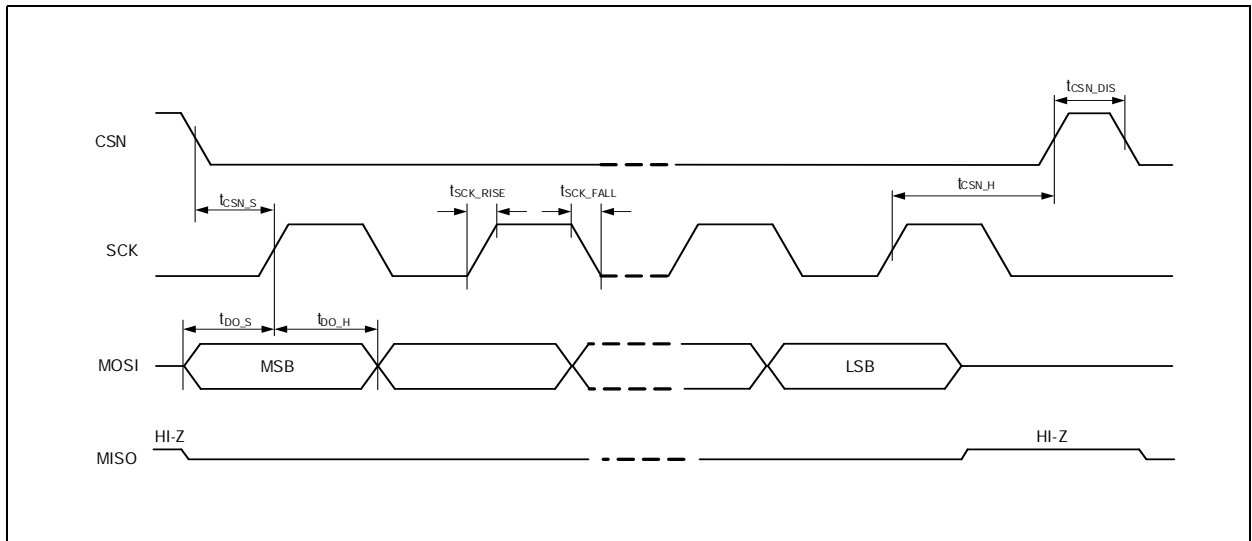 tCSN_DIS
CSN
tCSN_S
tSCK_RISE
tSCK_FALL
tCSN_H
SCK
tDO_S
tDO_H
MOSI
MSB
LSB
HI-Z
HI-Z
MISO